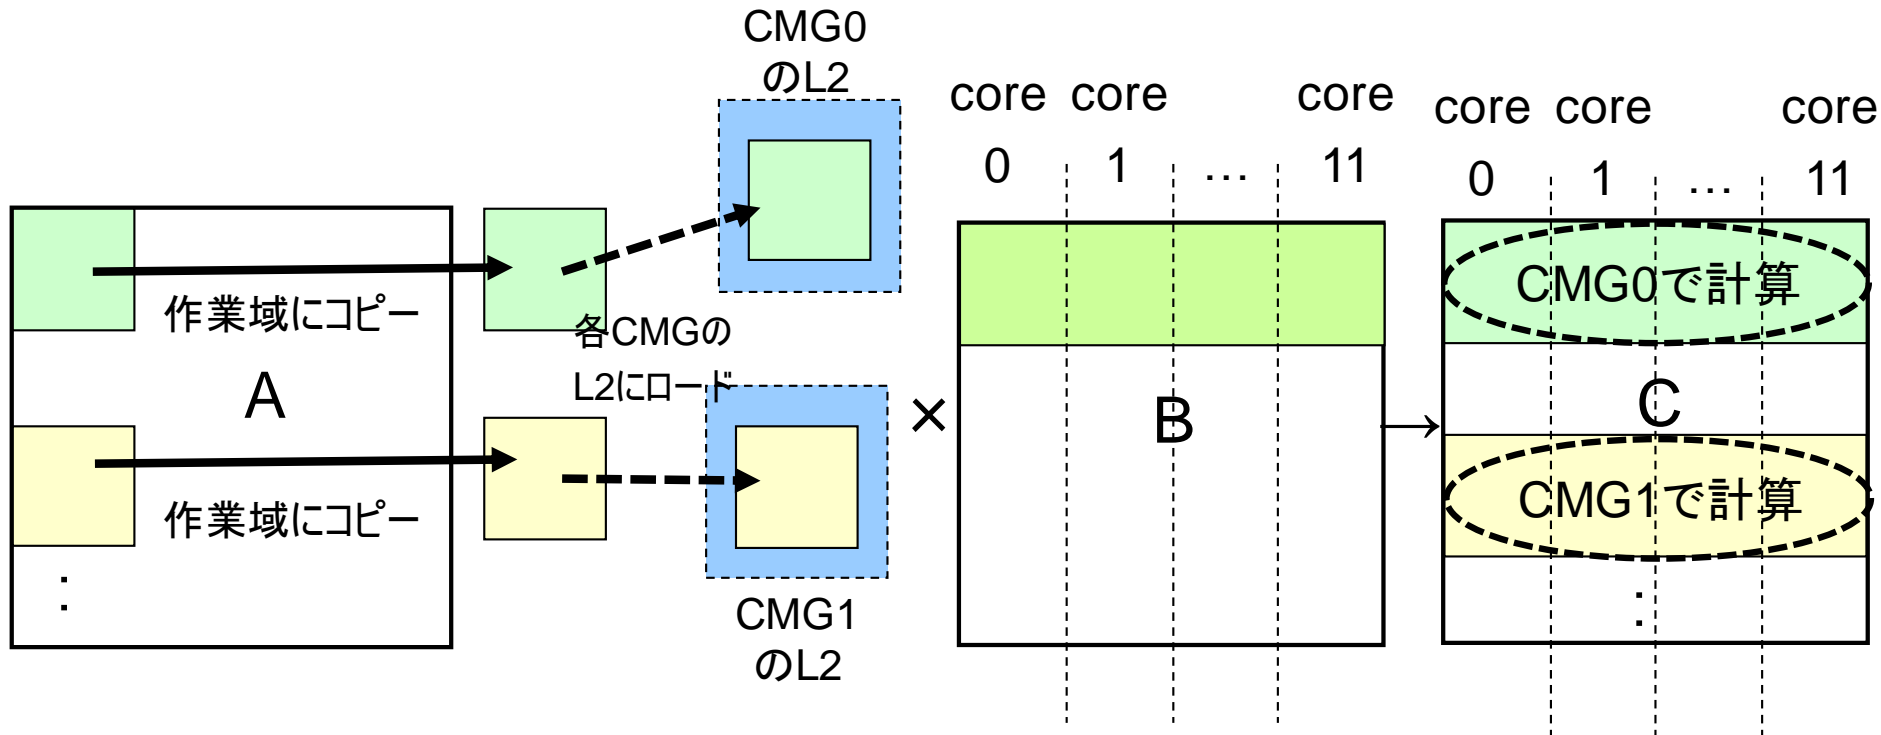 CMG0
のL2
core core core
0 1 … 11
core core core
0 1 … 11
作業域にコピー
各CMGの
L2にロード
A
作業域にコピー
:
CMG1
のL2
×
B
→
CMG0で計算
C
CMG1で計算
: